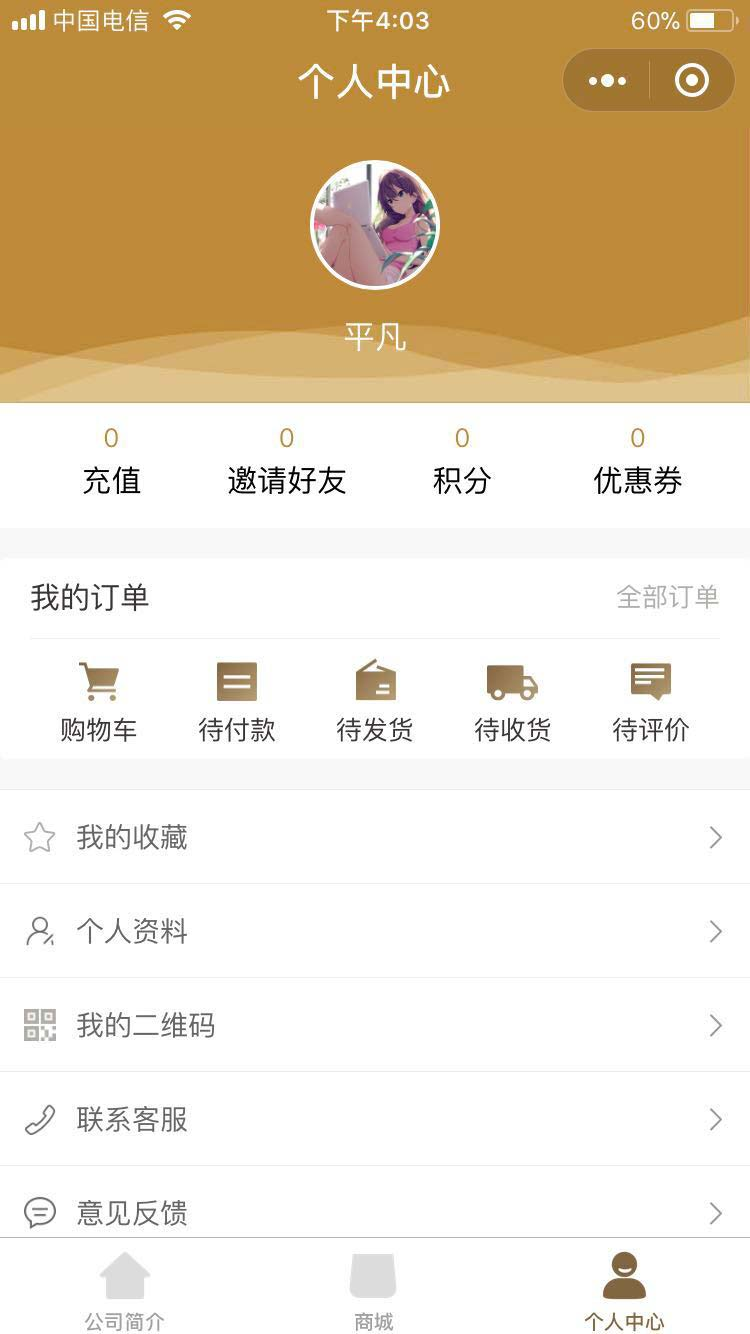 中国电信 下午4:03 60%
个人中心
平凡
0 0 0 0
充值 邀请好友 积分 优惠券
我的订单 全部订单
购物车 待付款 待发货 待收货 待评价
我的收藏
个人资料
我的二维码
联系客服
意见反馈
公司简介 商城 个人中心